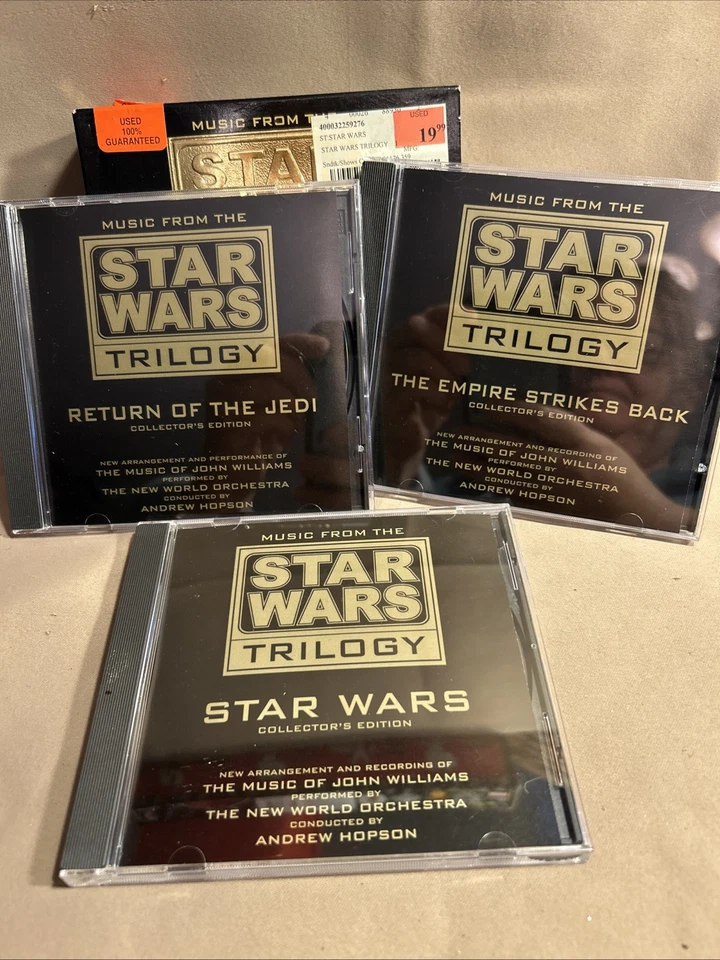 USED
100%
GUARANTEED
MUSIC FROM
STA
400032259276
ST:STAR WARS
STAR WARS TRILOGY
USED
19.99
MUSIC FROM THE
STAR
WARS
TRILOGY
RETURN OF THE JEDI
COLLECTOR'S EDITION
NEW ARRANGEMENT AND PERFORMANCE OF
THE MUSIC OF JOHN WILLIAMS
PERFORMED BY
THE NEW WORLD ORCHESTRA
CONDUCTED BY
ANDREW HOPSON
MUSIC FROM THE
STAR
WARS
TRILOGY
THE EMPIRE STRIKES BACK
COLLECTOR'S EDITION
NEW ARRANGEMENT AND RECORDING OF
THE MUSIC OF JOHN WILLIAMS
PERFORMED BY
THE NEW WORLD ORCHESTRA
CONDUCTED BY
ANDREW HOPSON
MUSIC FROM THE
STAR
WARS
TRILOGY
STAR WARS
COLLECTOR'S EDITION
NEW ARRANGEMENT AND RECORDING OF
THE MUSIC OF JOHN WILLIAMS
PERFORMED BY
THE NEW WORLD ORCHESTRA
CONDUCTED BY
ANDREW HOPSON